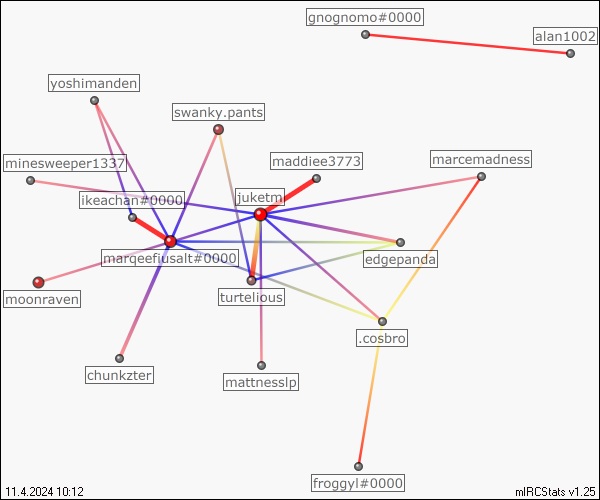 gnognomo#0000
alan1002
yoshimanden
swanky.pants
minesweeper1337
maddiee3773
marcemadness
ikeachan#0000
juketm
marqeefiusalt#0000
edgepanda
moonraven
turtelious
.cosbro
chunkzter
mattnesslp
froggyl#0000
11.4.2024 10:12
mIRCStats v1.25